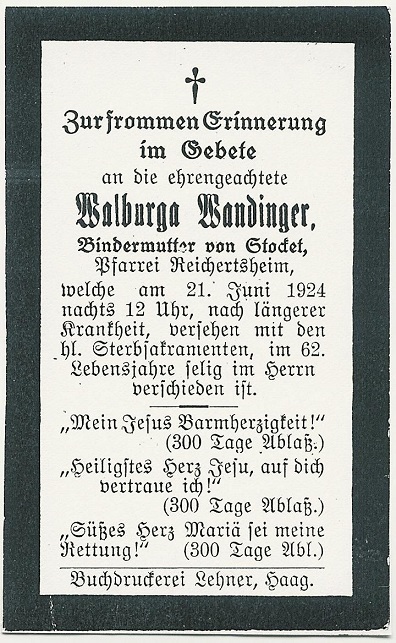 Zur frommen Erinnerung
im Gebete
an die ehrengeachtete
Walburga Wandinger,
Bindermutter von Stocket,
Pfarrei Reichertsheim,
welche am 21. Juni 1924
nachts 12 Uhr, nach längerer
Krankheit, versehen mit den
hl. Sterbsakramenten, im 62.
Lebensjahre selig im Herrn
verschieden ist.
„Mein Jesus Barmherzigkeit!"
(300 Tage Ablaß.)
„Heiligstes Herz Jesu, auf dich
vertraue ich!"
(300 Tage Ablaß.)
„Süßes Herz Mariä sei meine
Rettung!" (300 Tage Abl.)
Buchdruckerei Lehner, Haag.